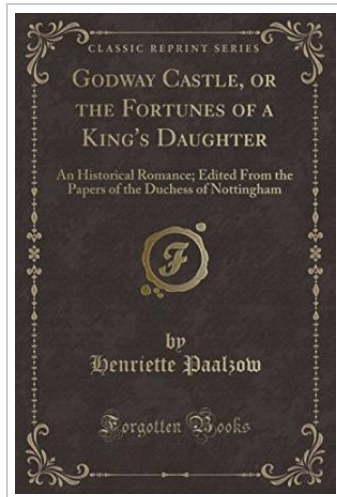 CLASSIC REPRINT SERIES
GODWAY CASTLE, OR
THE FORTUNES OF A
KING'S DAUGHTER
An Historical Romance; Edited From the
Papers of the Duchess of Nottingham
F
by
Henriette Paalzow
Forgotten Books